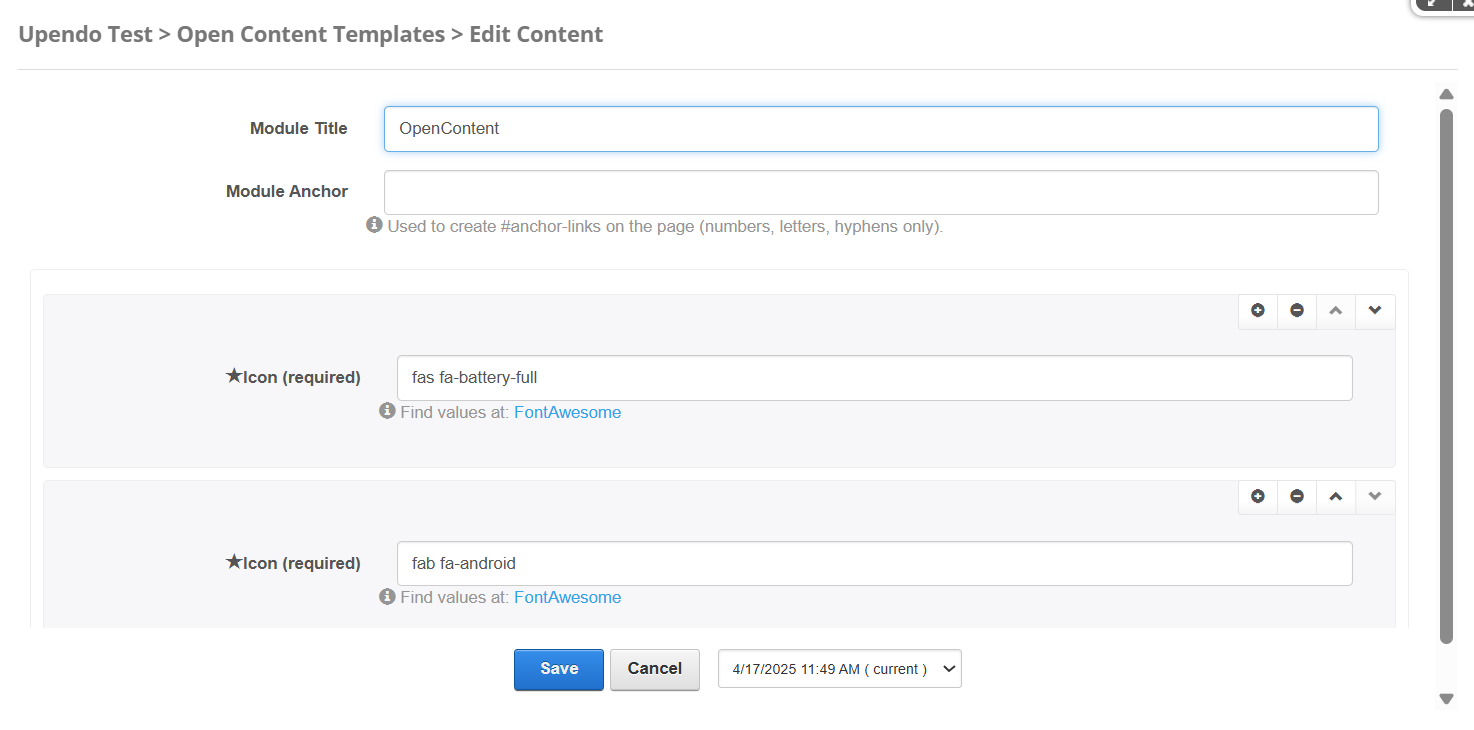 Upendo Test > Open Content Templates > Edit Content
Module Title
OpenContent
Module Anchor
Used to create #anchor-links on the page (numbers, letters, hyphens only).
★Icon (required)
fas fa-battery-full
Find values at: FontAwesome
★Icon (required)
fab fa-android
Find values at: FontAwesome
Save
Cancel
4/17/2025 11:49 AM ( current )